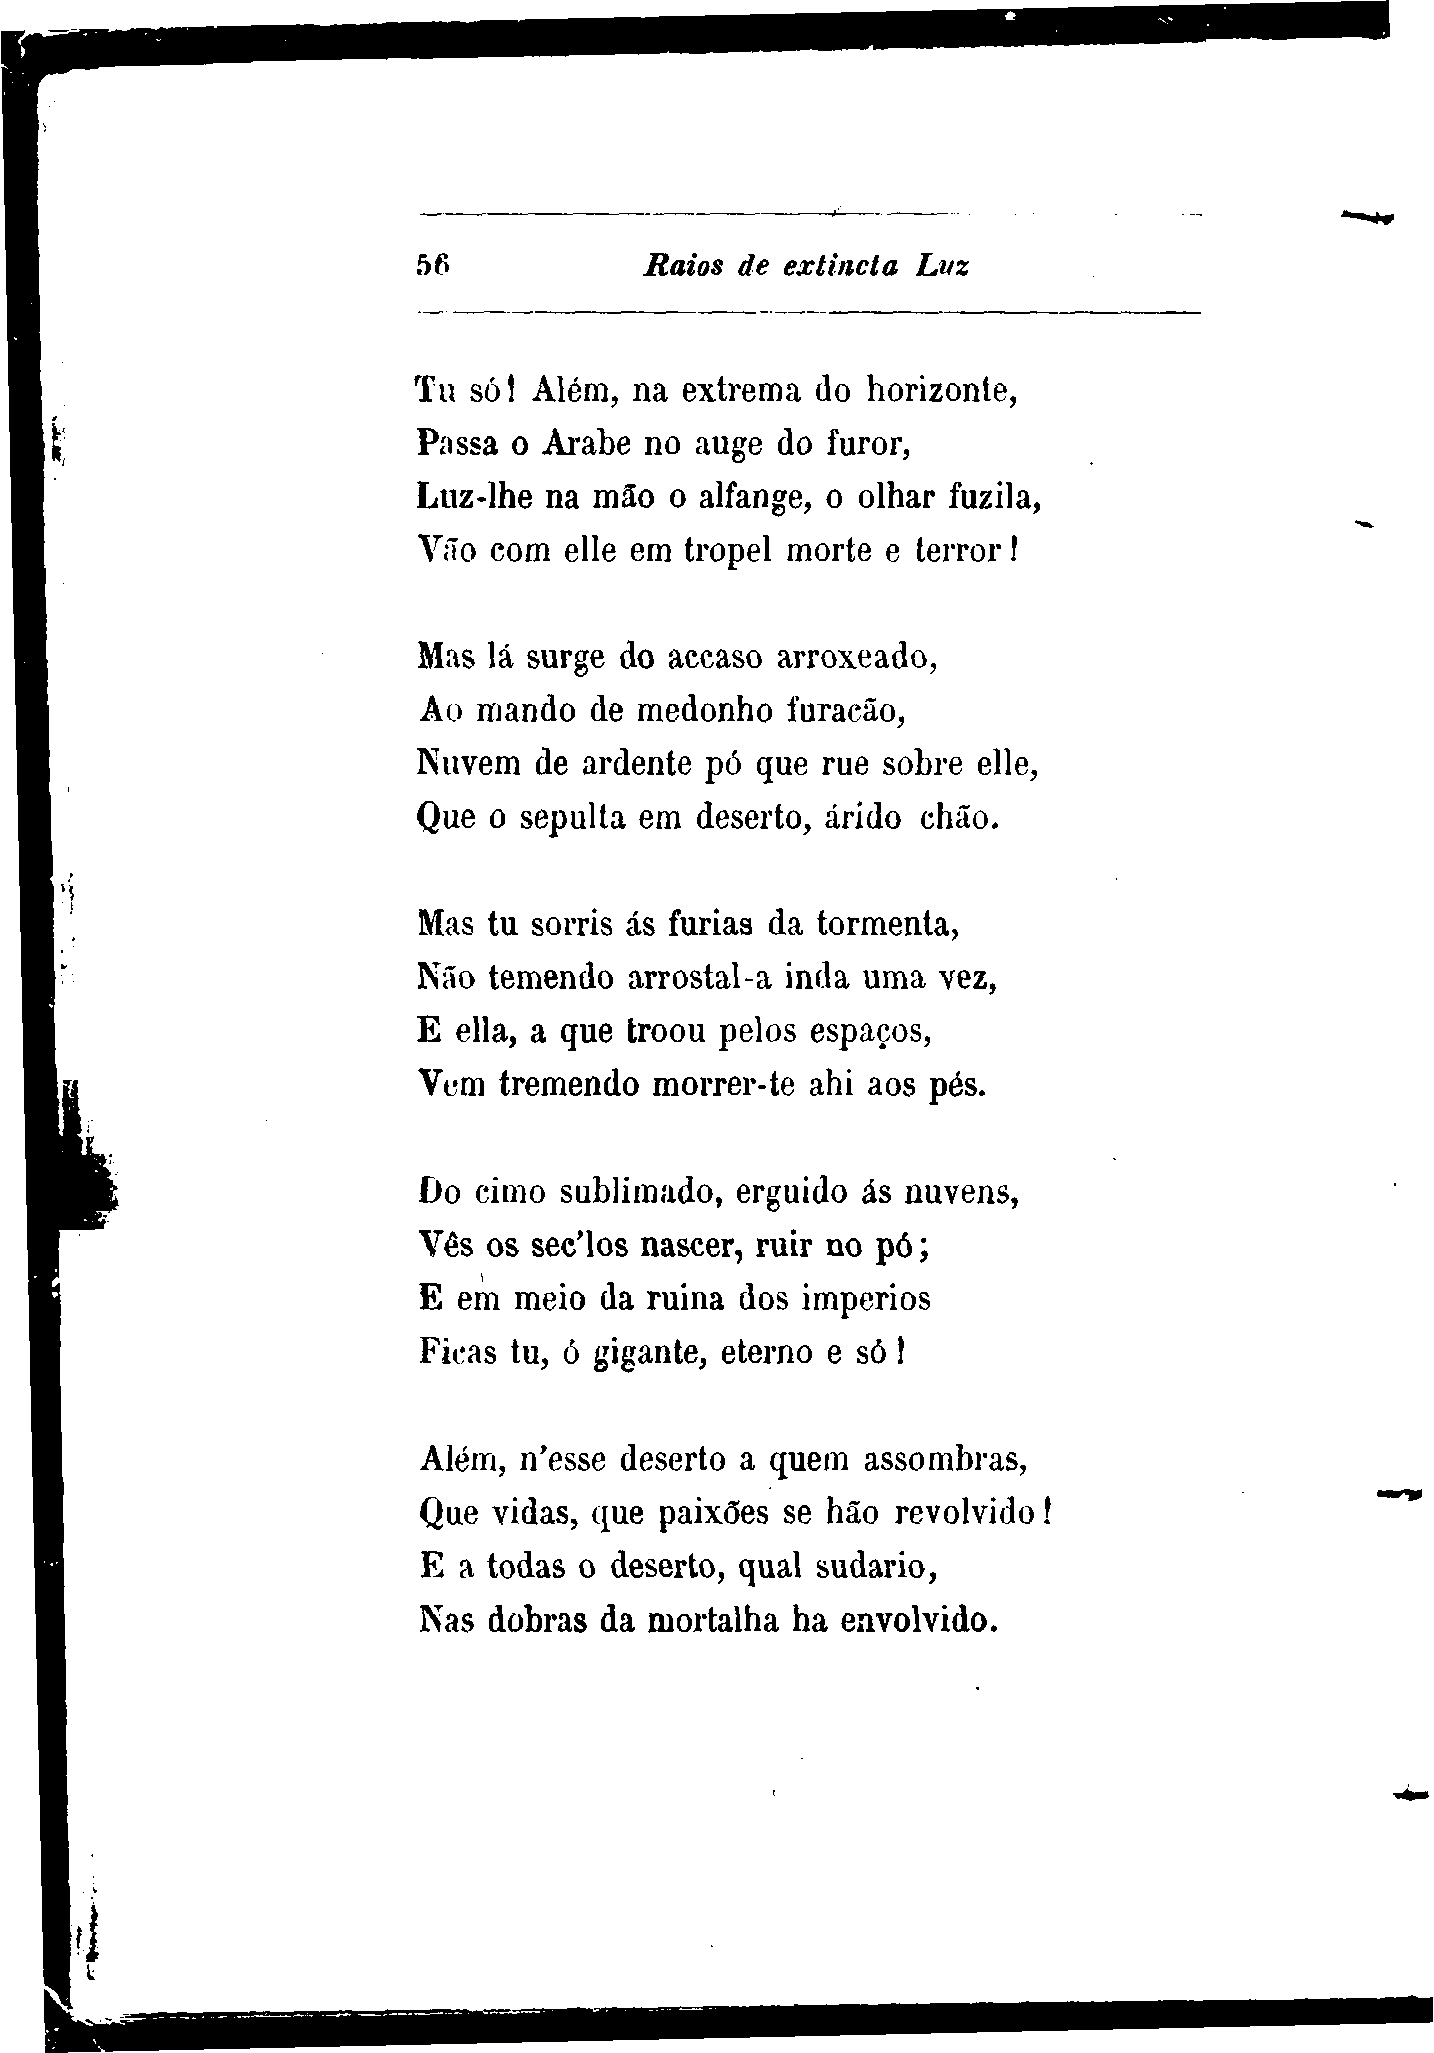 56 Raios de extincta Luz
Tu só! Além, na extrema do horizonte,
Passa o Arabe no auge do furor,
Luz-lhe na mão o alfange, o olhar fuzila,
Vão com elle em tropel morte e terror!
Mas lá surge do accaso arroxeado,
Ao mando de medonho furacão,
Nuvem de ardente pó que rue sobre elle,
Que o sepulta em deserto, árido chão.
Mas tu sorris ás furias da tormenta,
Não temendo arrostal-a inda uma vez,
E ella, a que troou pelos espaços,
Vem tremendo morrer-te ahi aos pés.
Do cimo sublimado, erguido ás nuvens,
Vês os sec'los nascer, ruir no pó;
E em meio da ruina dos imperios
Ficas tu, ó gigante, eterno e só!
Além, n'esse deserto a quem assombras,
Que vidas, que paixões se hão revolvido!
E a todas o deserto, qual sudario,
Nas dobras da mortalha ha envolvido.